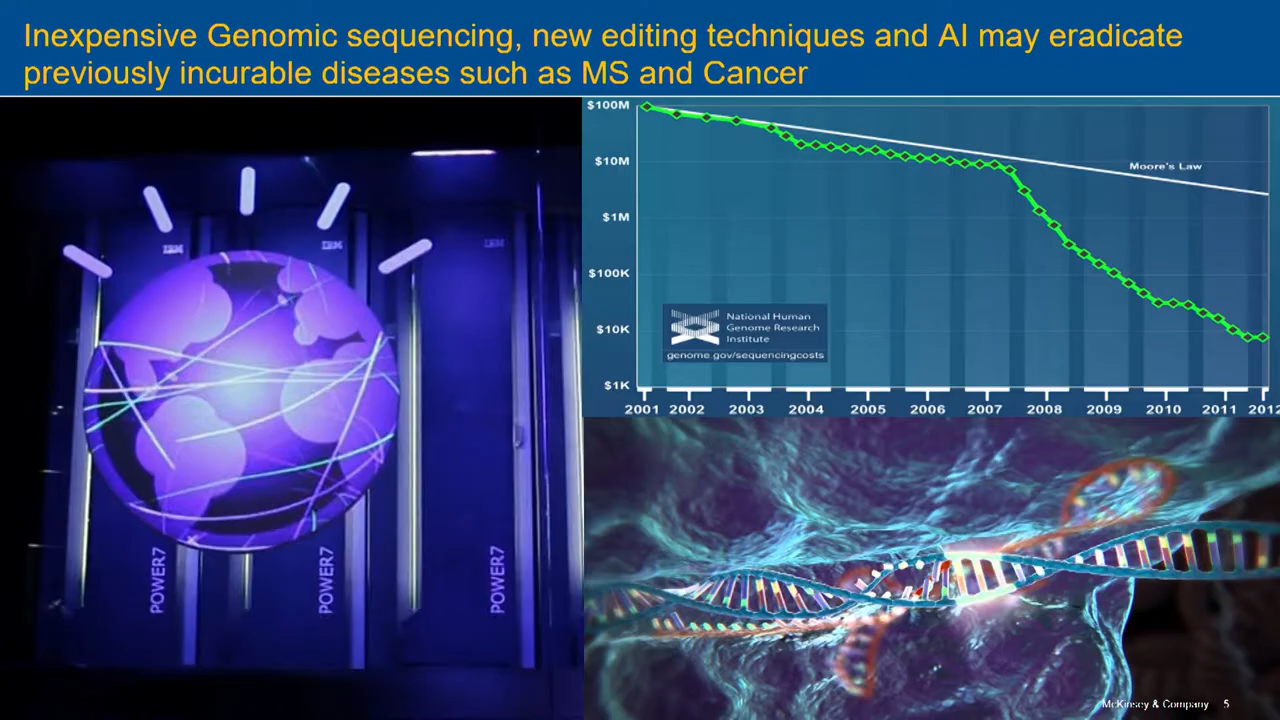 Inexpensive Genomic sequencing, new editing techniques and AI may eradicate
previously incurable diseases such as MS and Cancer
IBM
IBM
IBM
POWER7
POWER7
POWER7
$100M
$10M
$1M
$100K
$10K
$1K
Moore's Law
National Human
Genome Research
Institute
genome.gov/sequencingcosts
2001 2002 2003 2004 2005 2006 2007 2008 2009 2010 2011 2012
McKinsey & Company 5